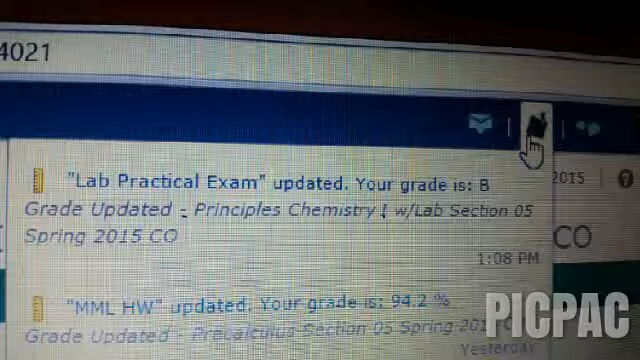 4021
2015
"Lab Practical Exam" updated. Your grade is: B
Grade Updated - Principles Chemistry I w/Lab Section 05
Spring 2015 CO
CO
1:08 PM
"MML HW" updated. Your grade is: 94.2 %
Grade Updated - Precalculus Section 05 Spring
Yesterday
PICPAC